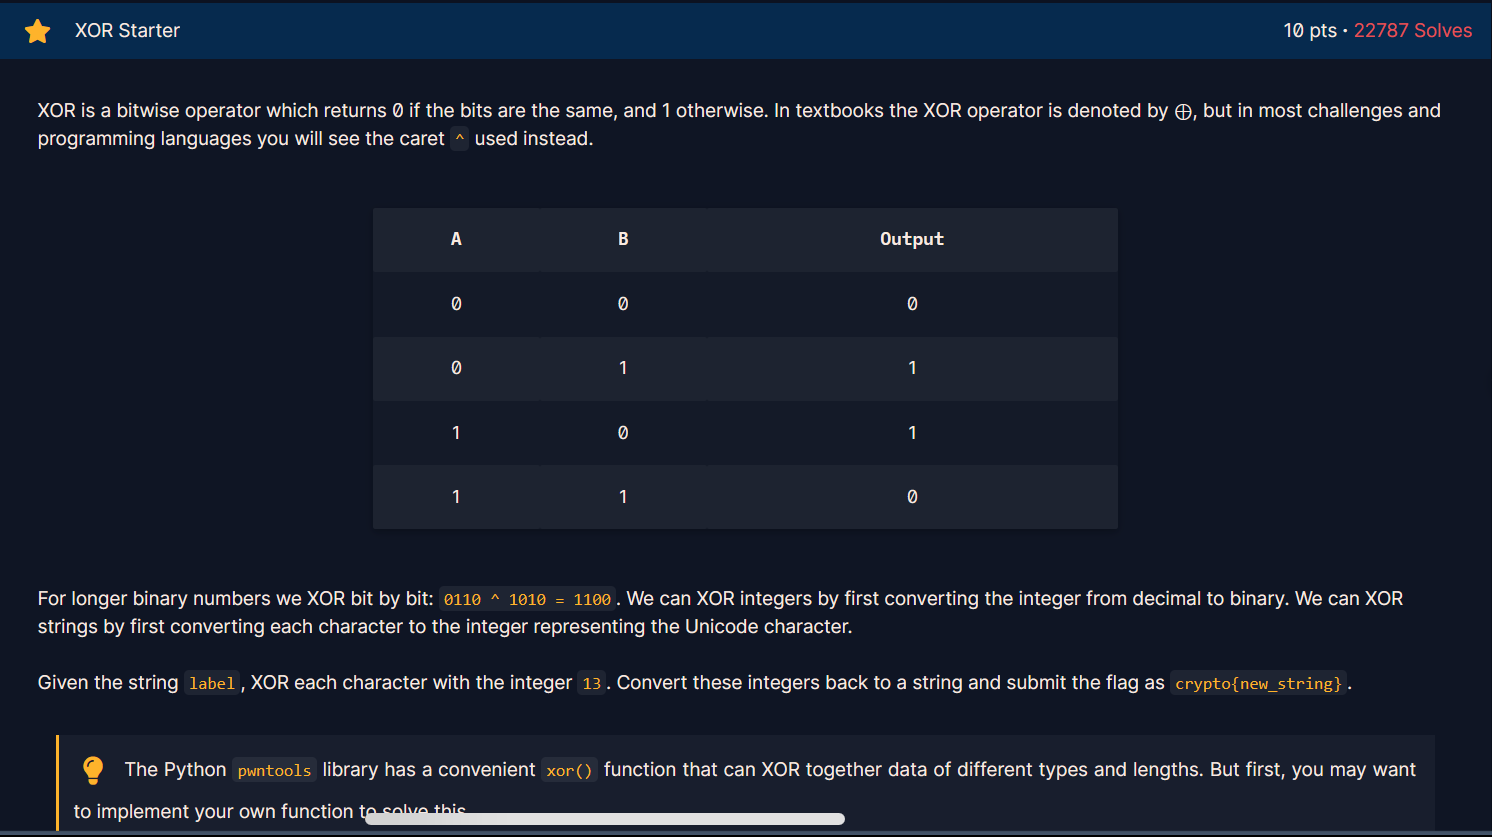 XOR Starter
10 pts · 22787 Solves
XOR is a bitwise operator which returns 0 if the bits are the same, and 1 otherwise. In textbooks the XOR operator is denoted by ⊕, but in most challenges and
programming languages you will see the caret ^ used instead.
A B Output
0 0 0
0 1 1
1 0 1
1 1 0
For longer binary numbers we XOR bit by bit: 0110 ^ 1010 = 1100. We can XOR integers by first converting the integer from decimal to binary. We can XOR
strings by first converting each character to the integer representing the Unicode character.
Given the string label, XOR each character with the integer 13. Convert these integers back to a string and submit the flag as crypto{new_string}.
The Python pwntools library has a convenient xor() function that can XOR together data of different types and lengths. But first, you may want
to implement your own function to solve this.